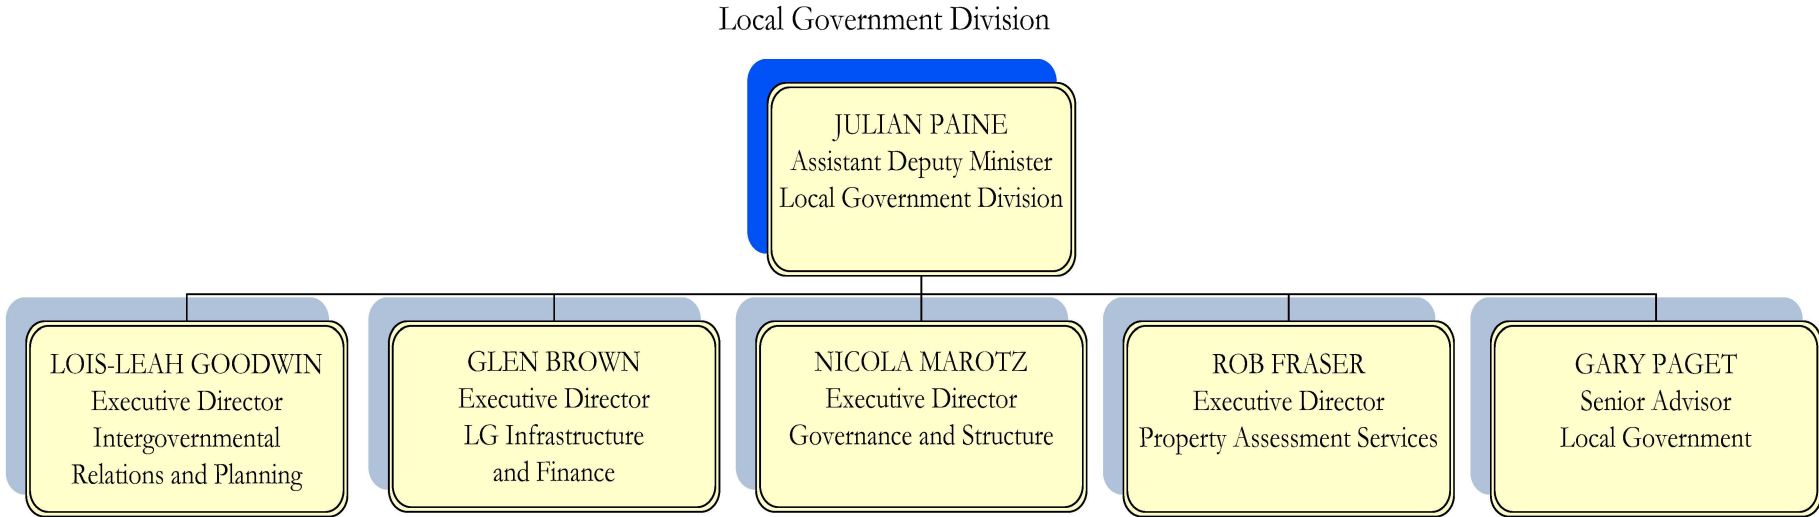 Local Government Division
JULIAN PAINE
Assistant Deputy Minister
Local Government Division
LOIS-LEAH GOODWIN
Executive Director
Intergovernmental
Relations and Planning
GLEN BROWN
Executive Director
LG Infrastructure
and Finance
NICOLA MAROTZ
Executive Director
Governance and Structure
ROB FRASER
Executive Director
Property Assessment Services
GARY PAGET
Senior Advisor
Local Government